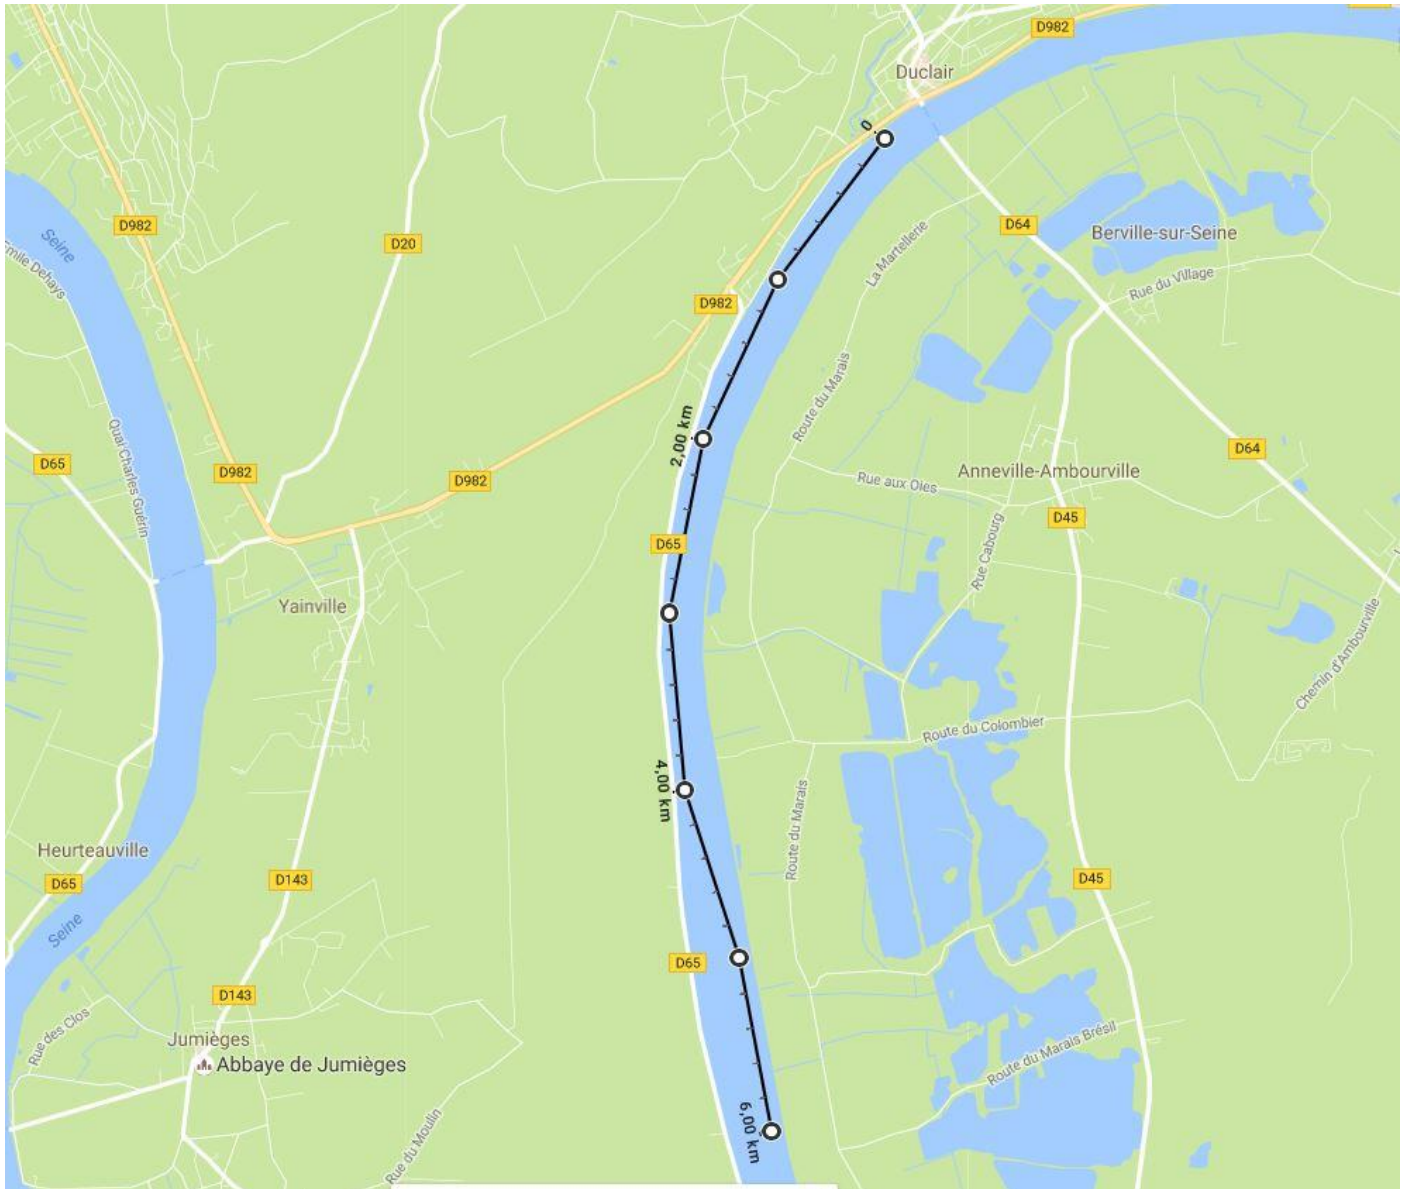 D982
Duclair
0
D982
D64
Berville-sur-Seine
Seine
D20
La Martellerie
Emile Dehays
Rue du Village
D982
Route du Marais
2,00 km
D65
Quai Charles Guérin
D982
D982
Rue aux Oies
Anneville-Ambourville
D64
D45
D65
Rue Cabourg
Yainville
Chemin d'Ambourville
Route du Colombier
4,00 km
Route du Marais
Heurteauville
D65
D143
D45
Seine
D65
D143
Rue des Clos
Jumièges
Abbaye de Jumièges
Route du Marais Brésil
6,00 km
Rue du Moulin